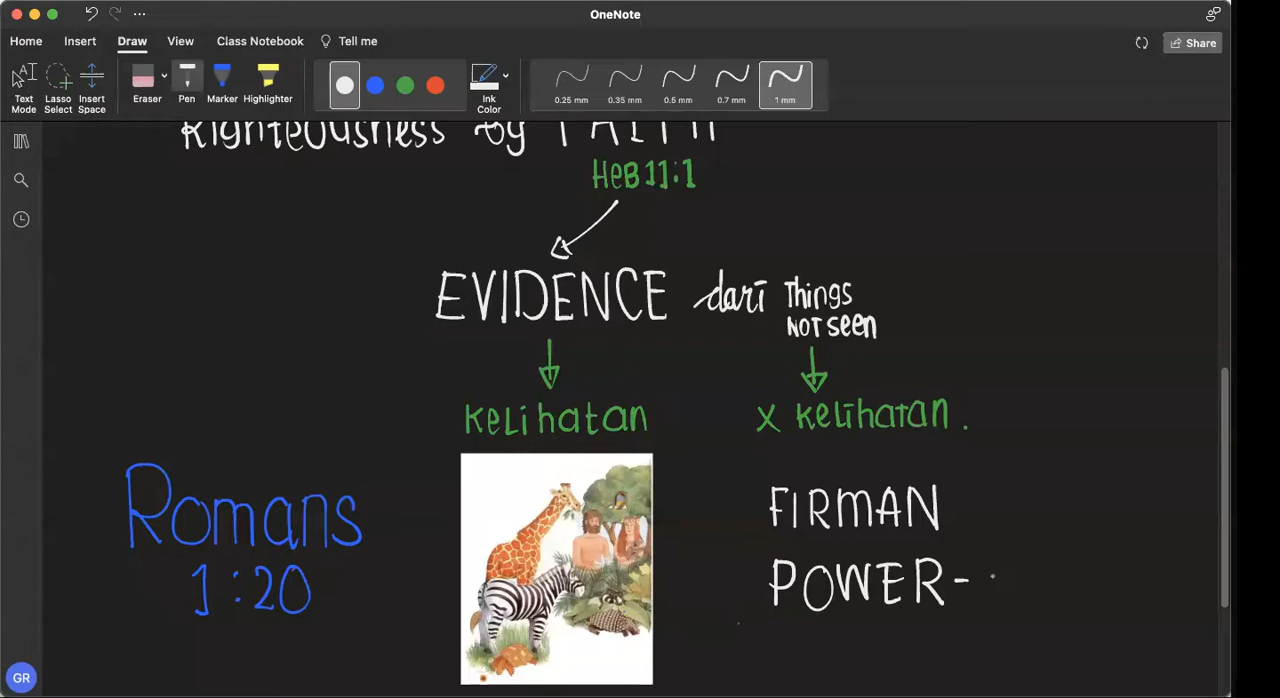 OneNote
Home Insert Draw View Class Notebook Tell me
Share
Text Mode
Lasso Select
Insert Space
Eraser
Pen
Marker
Highlighter
Ink Color
0.25 mm
0.35 mm
0.5 mm
0.7 mm
1 mm
Righteousness by FAITH
HeB 11:1
EVIDENCE dari Things
NOT seen
Kelihatan
X Kelihatan.
Romans
1:20
FIRMAN
POWER-
GR